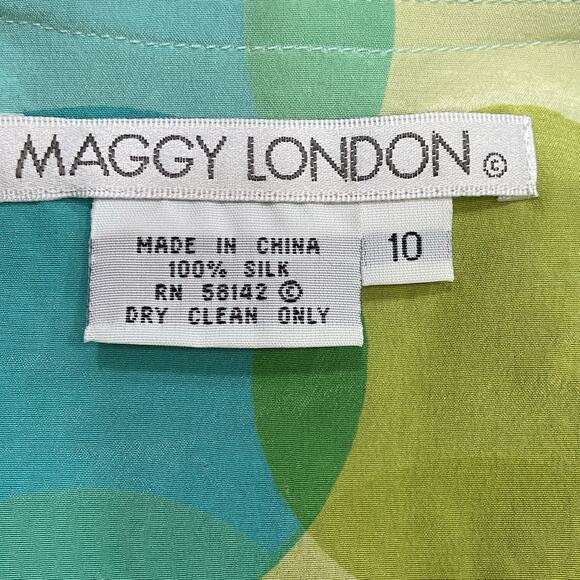 MAGGY LONDON ©
MADE IN CHINA
100% SILK
RN 58142 ©
DRY CLEAN ONLY
10